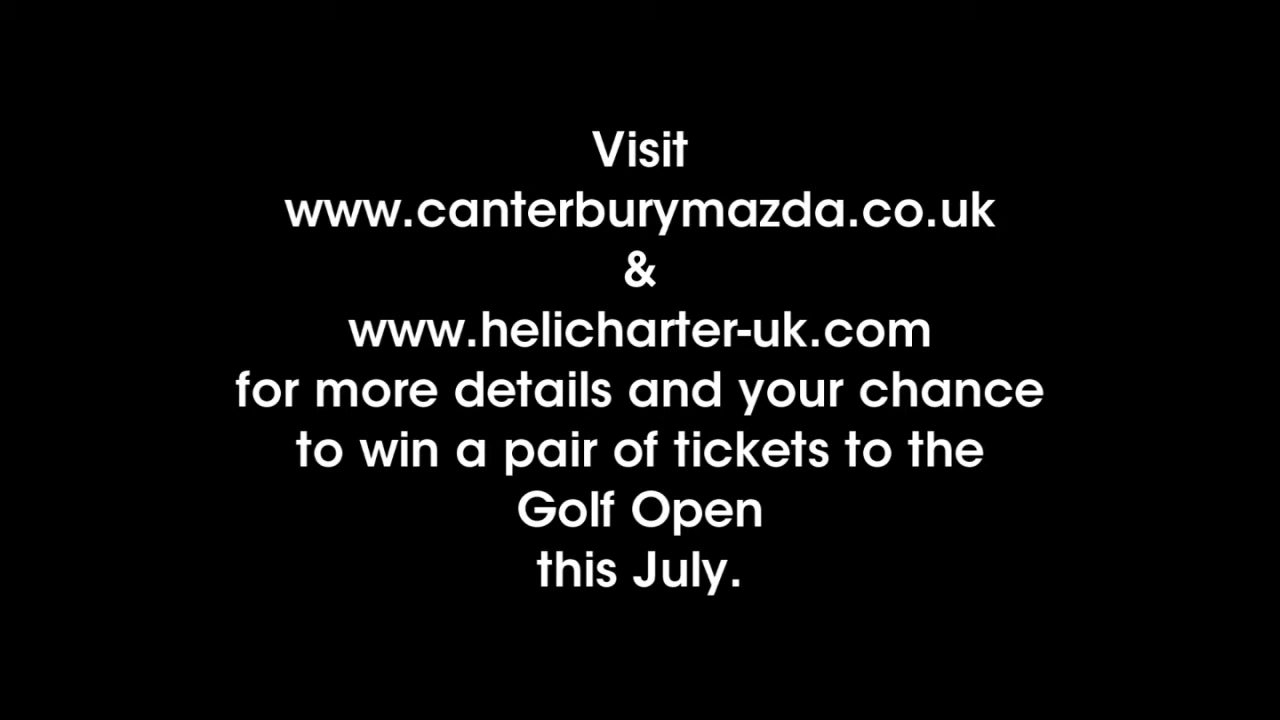 Visit
www.canterburymazda.co.uk
&
www.helicharter-uk.com
for more details and your chance
to win a pair of tickets to the
Golf Open
this July.